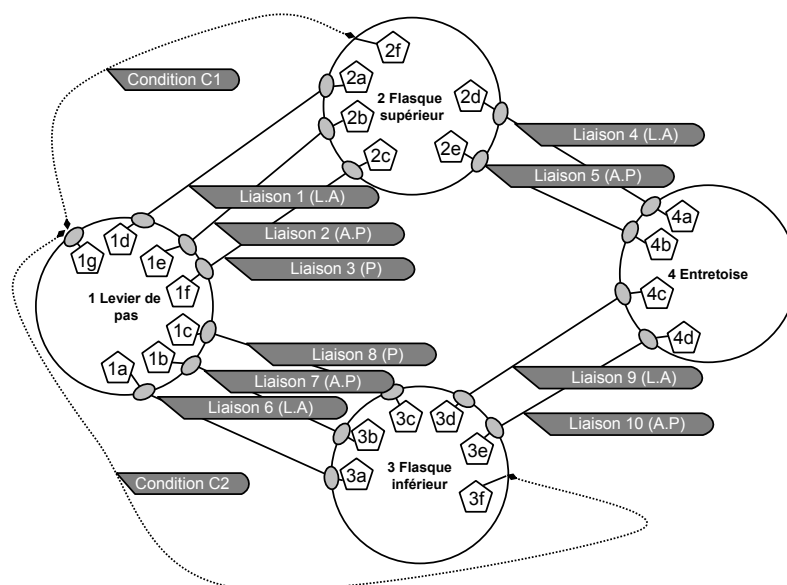 2f
Condition C1
2a
2d
2b
2 Flasque
supérieur
2c
2e
Liaison 4 (L.A)
Liaison 5 (A.P)
Liaison 1 (L.A)
Liaison 2 (A.P)
Liaison 3 (P)
4a
4b
4 Entretoise
4c
4d
1g
1d
1e
1f
1 Levier de
pas
1c
1b
1a
Liaison 8 (P)
Liaison 7 (A.P)
Liaison 6 (L.A)
Liaison 9 (L.A)
Liaison 10 (A.P)
3c
3d
3b
3e
3 Flasque
inférieur
3a
3f
Condition C2